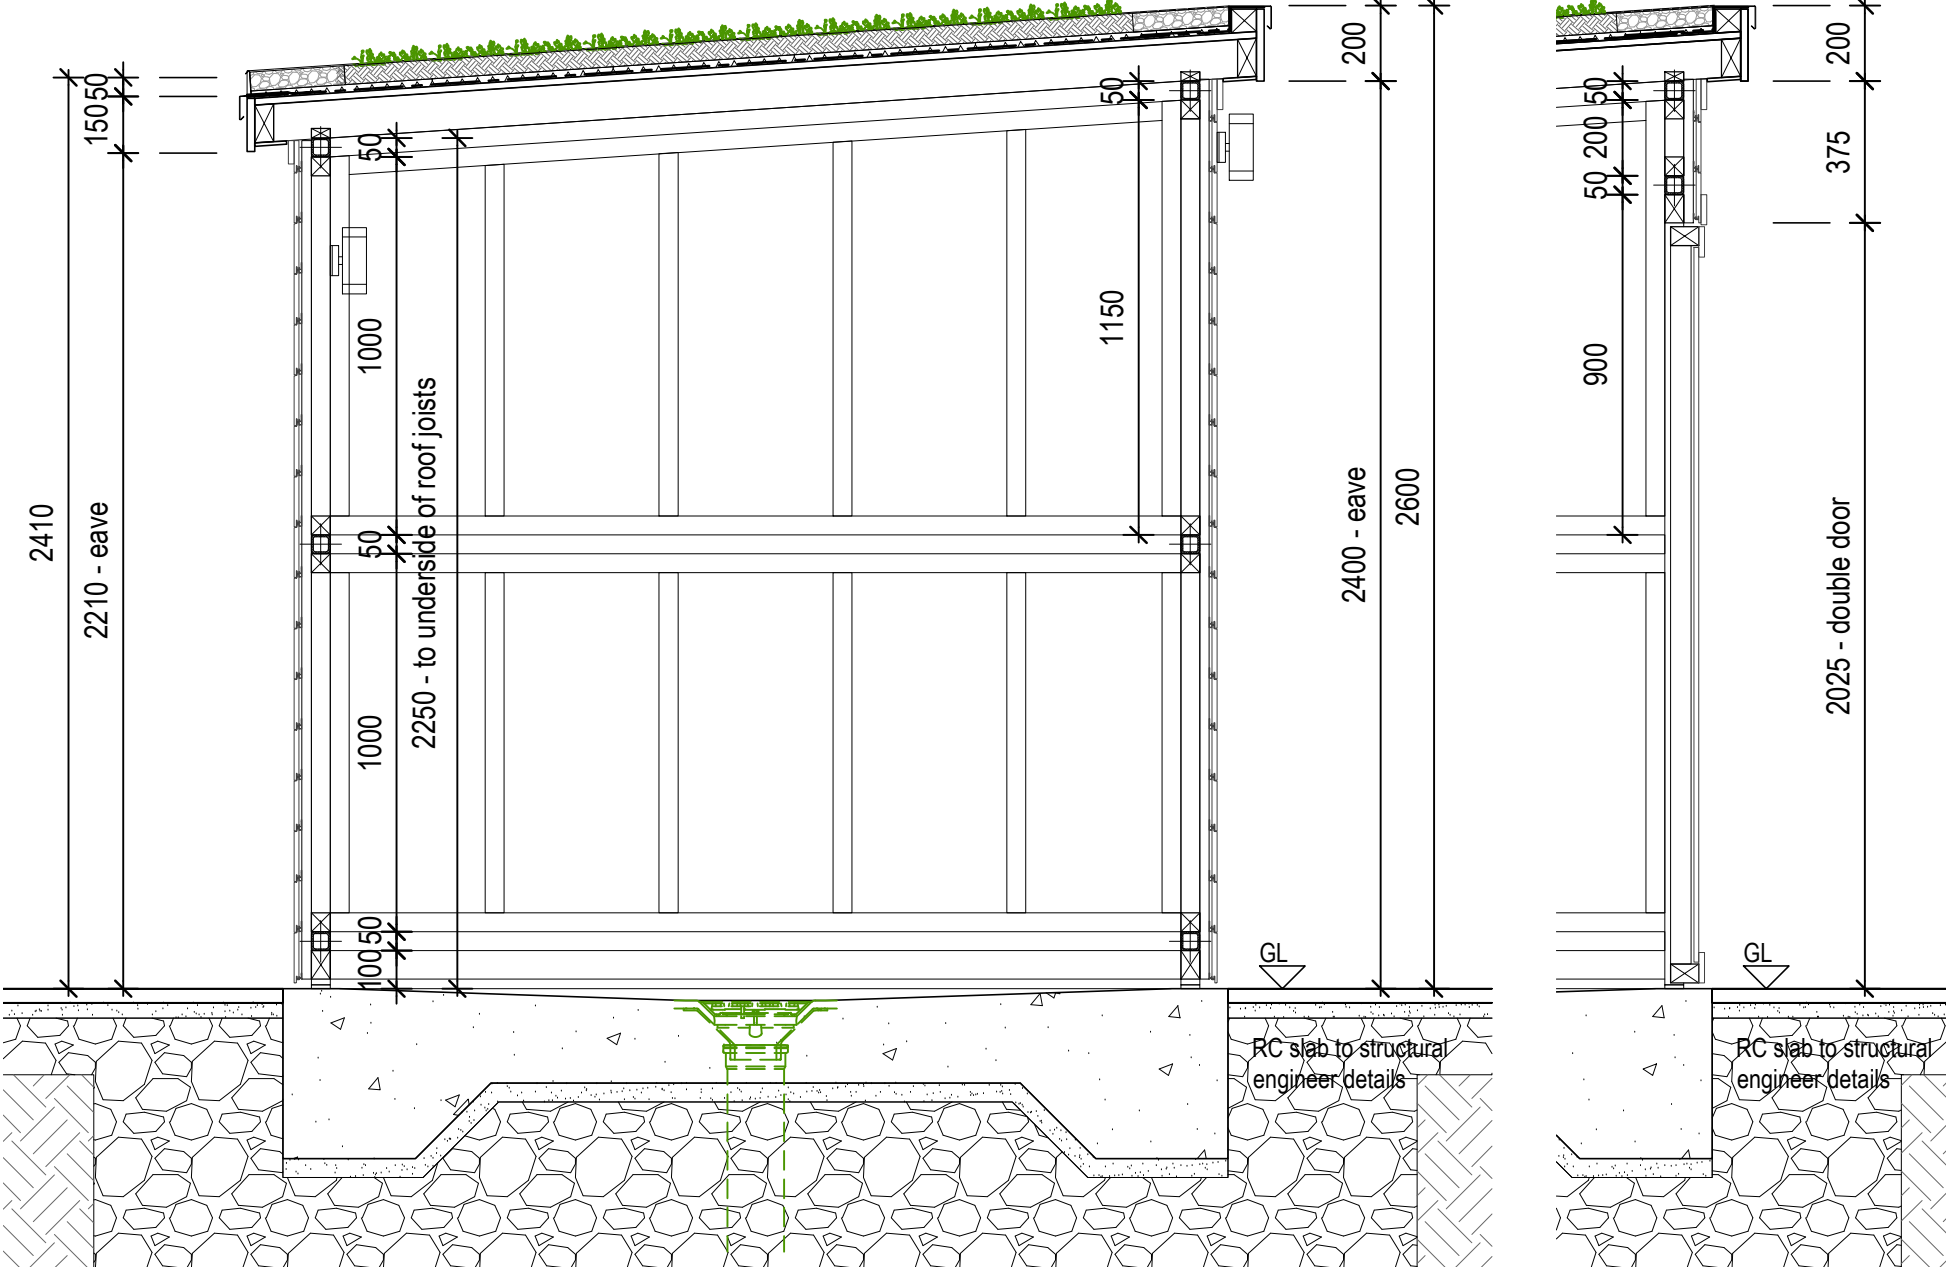 2410
150
50
2210 - eave
50
1000
50
1000
50
100
2250 - to underside of roof joists
50
1150
200
2400 - eave
2600
GL
RC slab to structural
engineer details
50
200
50
900
200
375
2025 - double door
GL
RC slab to structural
engineer details